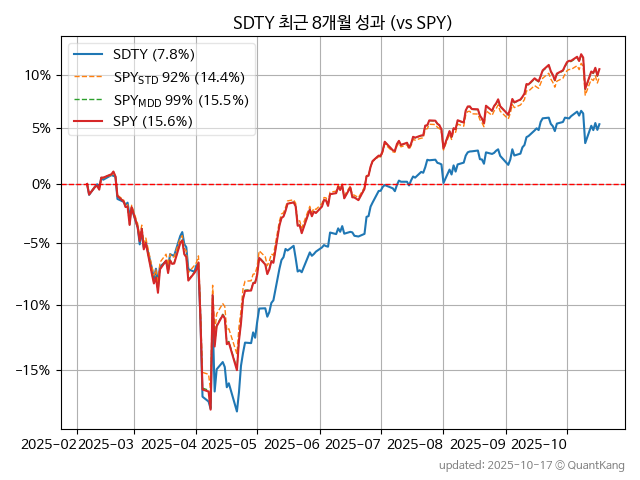 SDTY 최근 8개월 성과 (vs SPY)
SDTY (7.8%)
SPY_STD 92% (14.4%)
SPY_MDD 99% (15.5%)
SPY (15.6%)
10%
5%
0%
−5%
−10%
−15%
2025-02
2025-03
2025-04
2025-05
2025-06
2025-07
2025-08
2025-09
2025-10
updated: 2025-10-17 ⓒ QuantKang